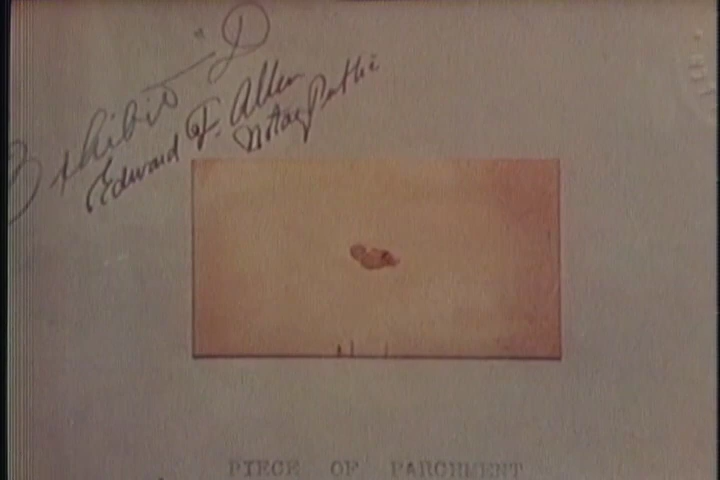 Exhibit - D
Edward F. Allen
Notary Public
PIECE OF PARCHMENT